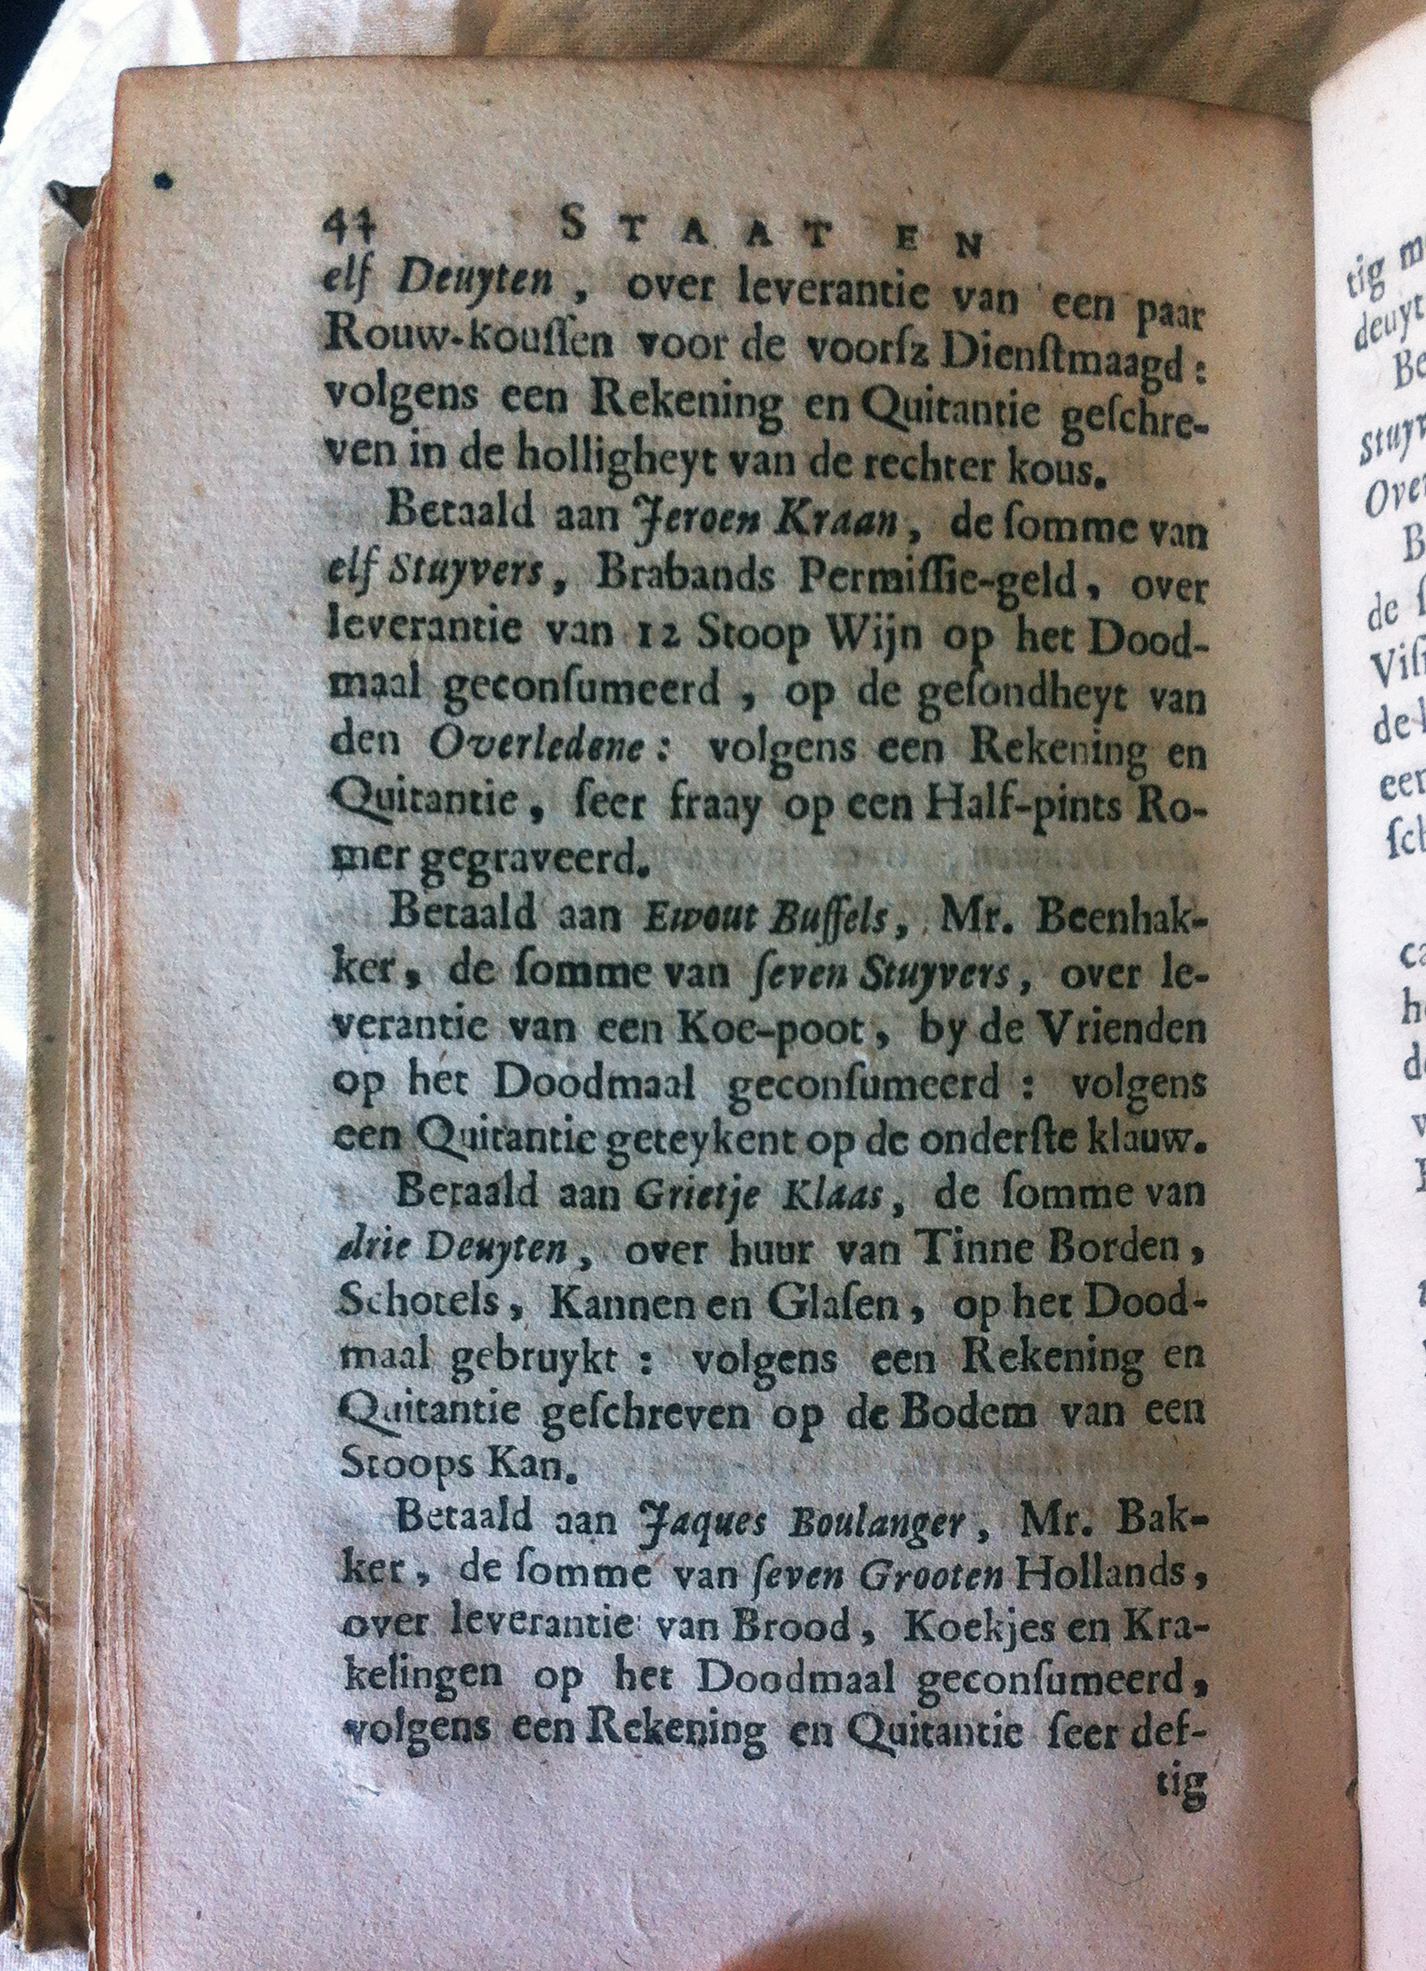 44 STAAT EN
elf Deuyten, over leverantie van een paar
Rouw-kouſſen voor de voorſz Dienſtmaagd:
volgens een Rekening en Quitantie geſchre-
ven in de holligheyt van de rechter kous.
Betaald aan Jeroen Kraan, de ſomme van
elf Stuyvers, Brabands Permiſſie-geld, over
leverantie van 12 Stoop Wijn op het Dood-
maal geconſumeerd, op de geſondheyt van
den Overledene: volgens een Rekening en
Quitantie, ſeer fraay op een Half-pints Ro-
mer gegraveerd.
Betaald aan Ewout Buffels, Mr. Beenhak-
ker, de ſomme van ſeven Stuyvers, over le-
verantie van een Koe-poot, by de Vrienden
op het Doodmaal geconſumeerd: volgens
een Quitantie geteykent op de onderſte klauw.
Betaald aan Grietje Klaas, de ſomme van
drie Deuyten, over huur van Tinne Borden,
Schotels, Kannen en Glaſen, op het Dood-
maal gebruykt: volgens een Rekening en
Quitantie geſchreven op de Bodem van een
Stoops Kan.
Betaald aan Jaques Boulanger, Mr. Bak-
ker, de ſomme van ſeven Grooten Hollands,
over leverantie van Brood, Koekjes en Kra-
kelingen op het Doodmaal geconſumeerd,
volgens een Rekening en Quitantie ſeer def-
tig
tig
deuyt
Be
Stuyv
Over
de
de